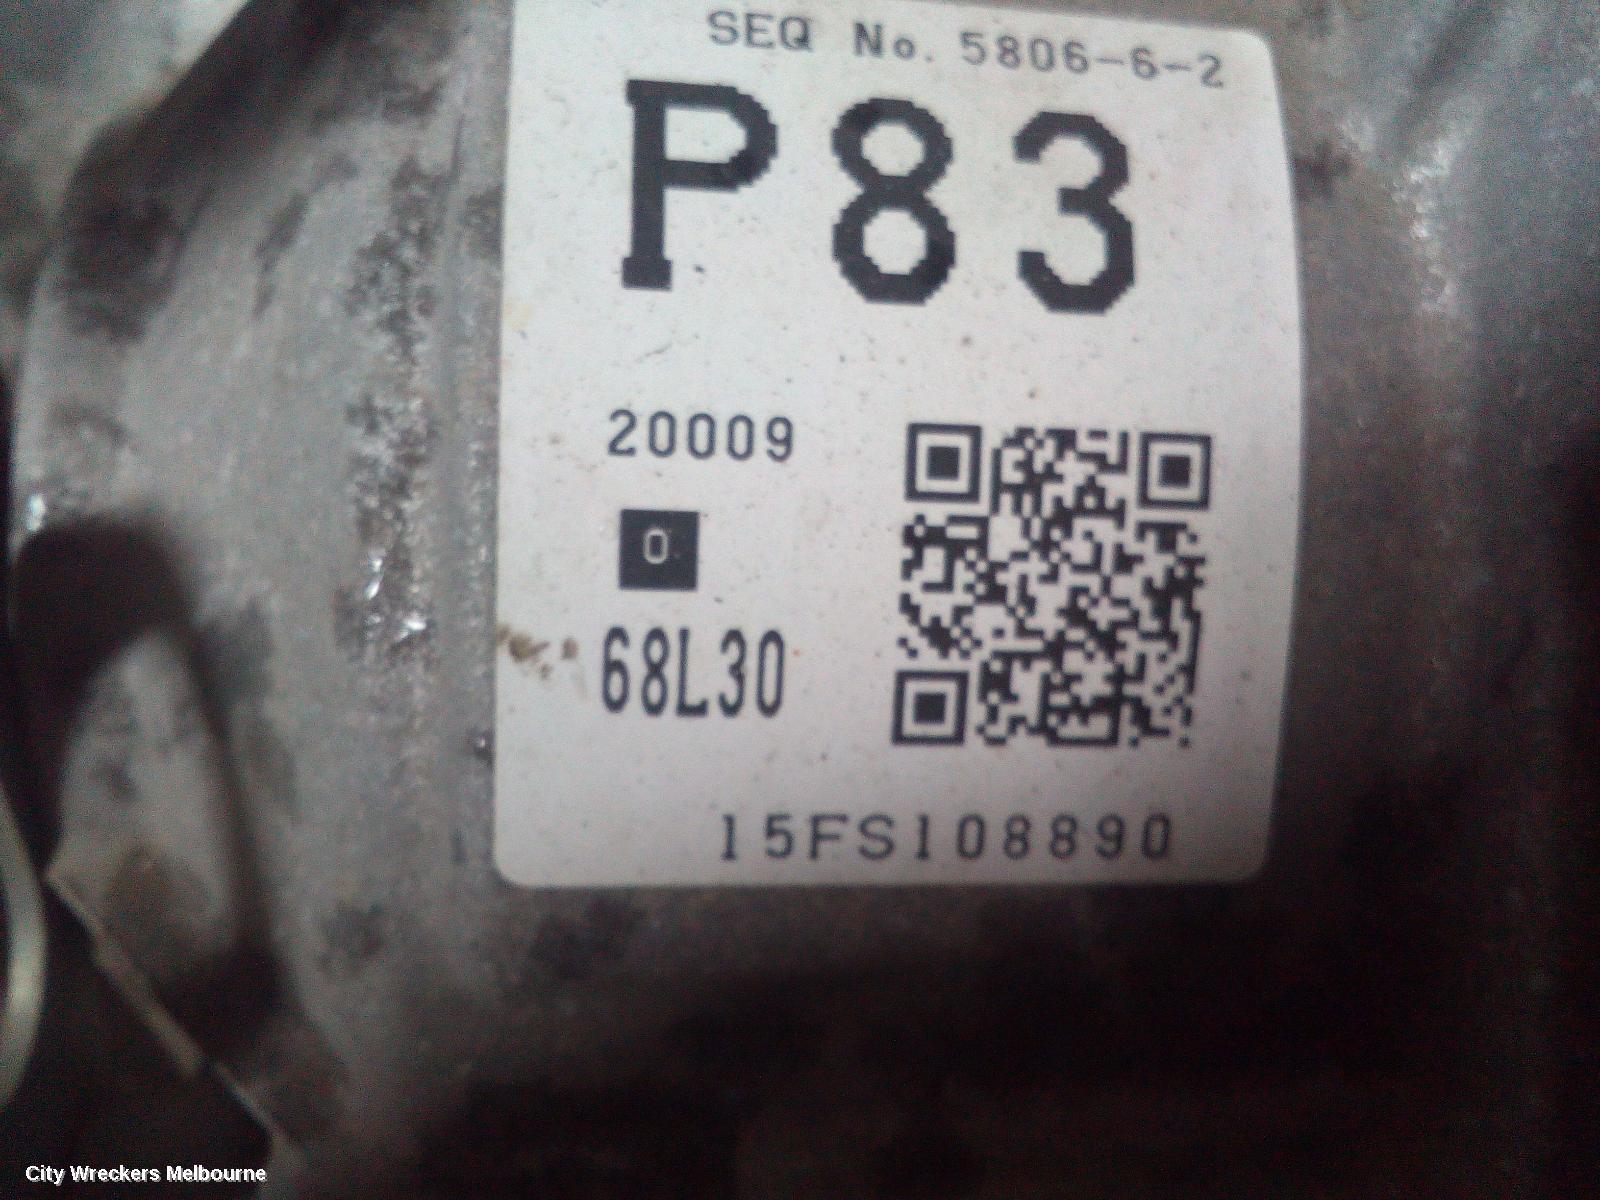 SEQ No. 5806-6-2
P83
20009
0
68L30
15FS108890
City Wreckers Melbourne